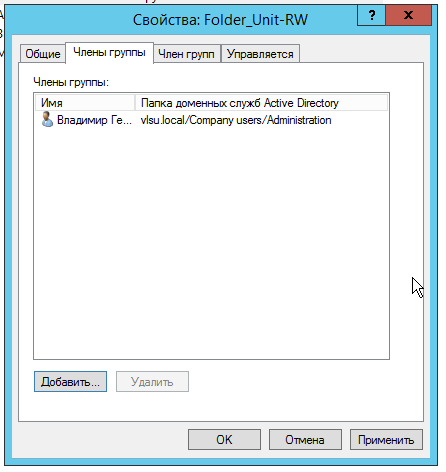 Свойства: Folder_Unit-RW
?
x
Общие Члены группы Член групп Управляется
Члены группы:
Имя Папка доменных служб Active Directory
Владимир Ге... vlsu.local/Company users/Administration
Добавить... Удалить
OK Отмена Применить